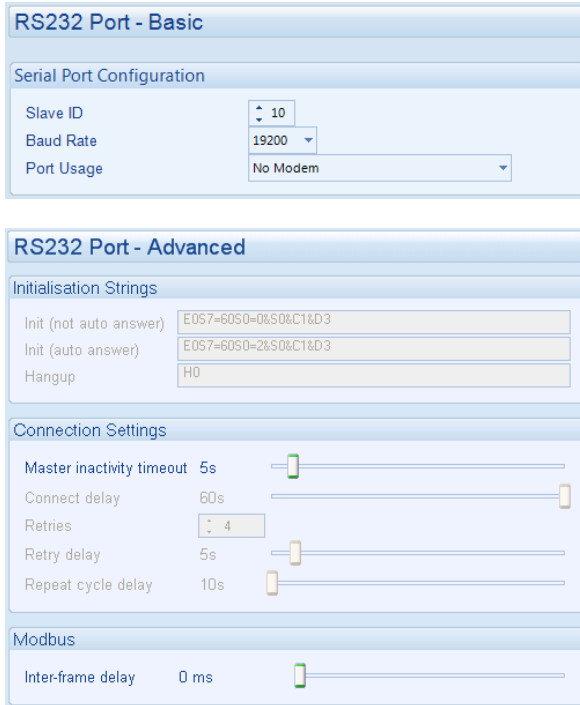 RS232 Port - Basic
Serial Port Configuration
Slave ID 10
Baud Rate 19200
Port Usage No Modem
RS232 Port - Advanced
Initialisation Strings
Init (not auto answer) E0S7=60S0=0&S0&C1&D3
Init (auto answer) E0S7=60S0=2&S0&C1&D3
Hangup H0
Connection Settings
Master inactivity timeout 5s
Connect delay 60s
Retries 4
Retry delay 5s
Repeat cycle delay 10s
Modbus
Inter-frame delay 0 ms